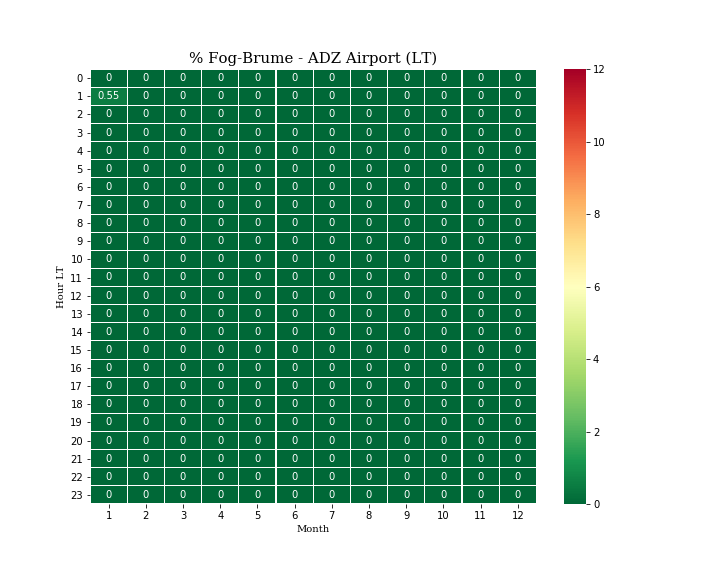 % Fog-Brume - ADZ Airport (LT)
0 0 0 0 0 0 0 0 0 0 0 0 0
1 0.55 0 0 0 0 0 0 0 0 0 0 0
2 0 0 0 0 0 0 0 0 0 0 0 0
3 0 0 0 0 0 0 0 0 0 0 0 0
4 0 0 0 0 0 0 0 0 0 0 0 0
5 0 0 0 0 0 0 0 0 0 0 0 0
6 0 0 0 0 0 0 0 0 0 0 0 0
7 0 0 0 0 0 0 0 0 0 0 0 0
8 0 0 0 0 0 0 0 0 0 0 0 0
9 0 0 0 0 0 0 0 0 0 0 0 0
10 0 0 0 0 0 0 0 0 0 0 0 0
11 0 0 0 0 0 0 0 0 0 0 0 0
12 0 0 0 0 0 0 0 0 0 0 0 0
13 0 0 0 0 0 0 0 0 0 0 0 0
14 0 0 0 0 0 0 0 0 0 0 0 0
15 0 0 0 0 0 0 0 0 0 0 0 0
16 0 0 0 0 0 0 0 0 0 0 0 0
17 0 0 0 0 0 0 0 0 0 0 0 0
18 0 0 0 0 0 0 0 0 0 0 0 0
19 0 0 0 0 0 0 0 0 0 0 0 0
20 0 0 0 0 0 0 0 0 0 0 0 0
21 0 0 0 0 0 0 0 0 0 0 0 0
22 0 0 0 0 0 0 0 0 0 0 0 0
23 0 0 0 0 0 0 0 0 0 0 0 0
1 2 3 4 5 6 7 8 9 10 11 12
Month
Hour LT
12
10
8
6
4
2
0